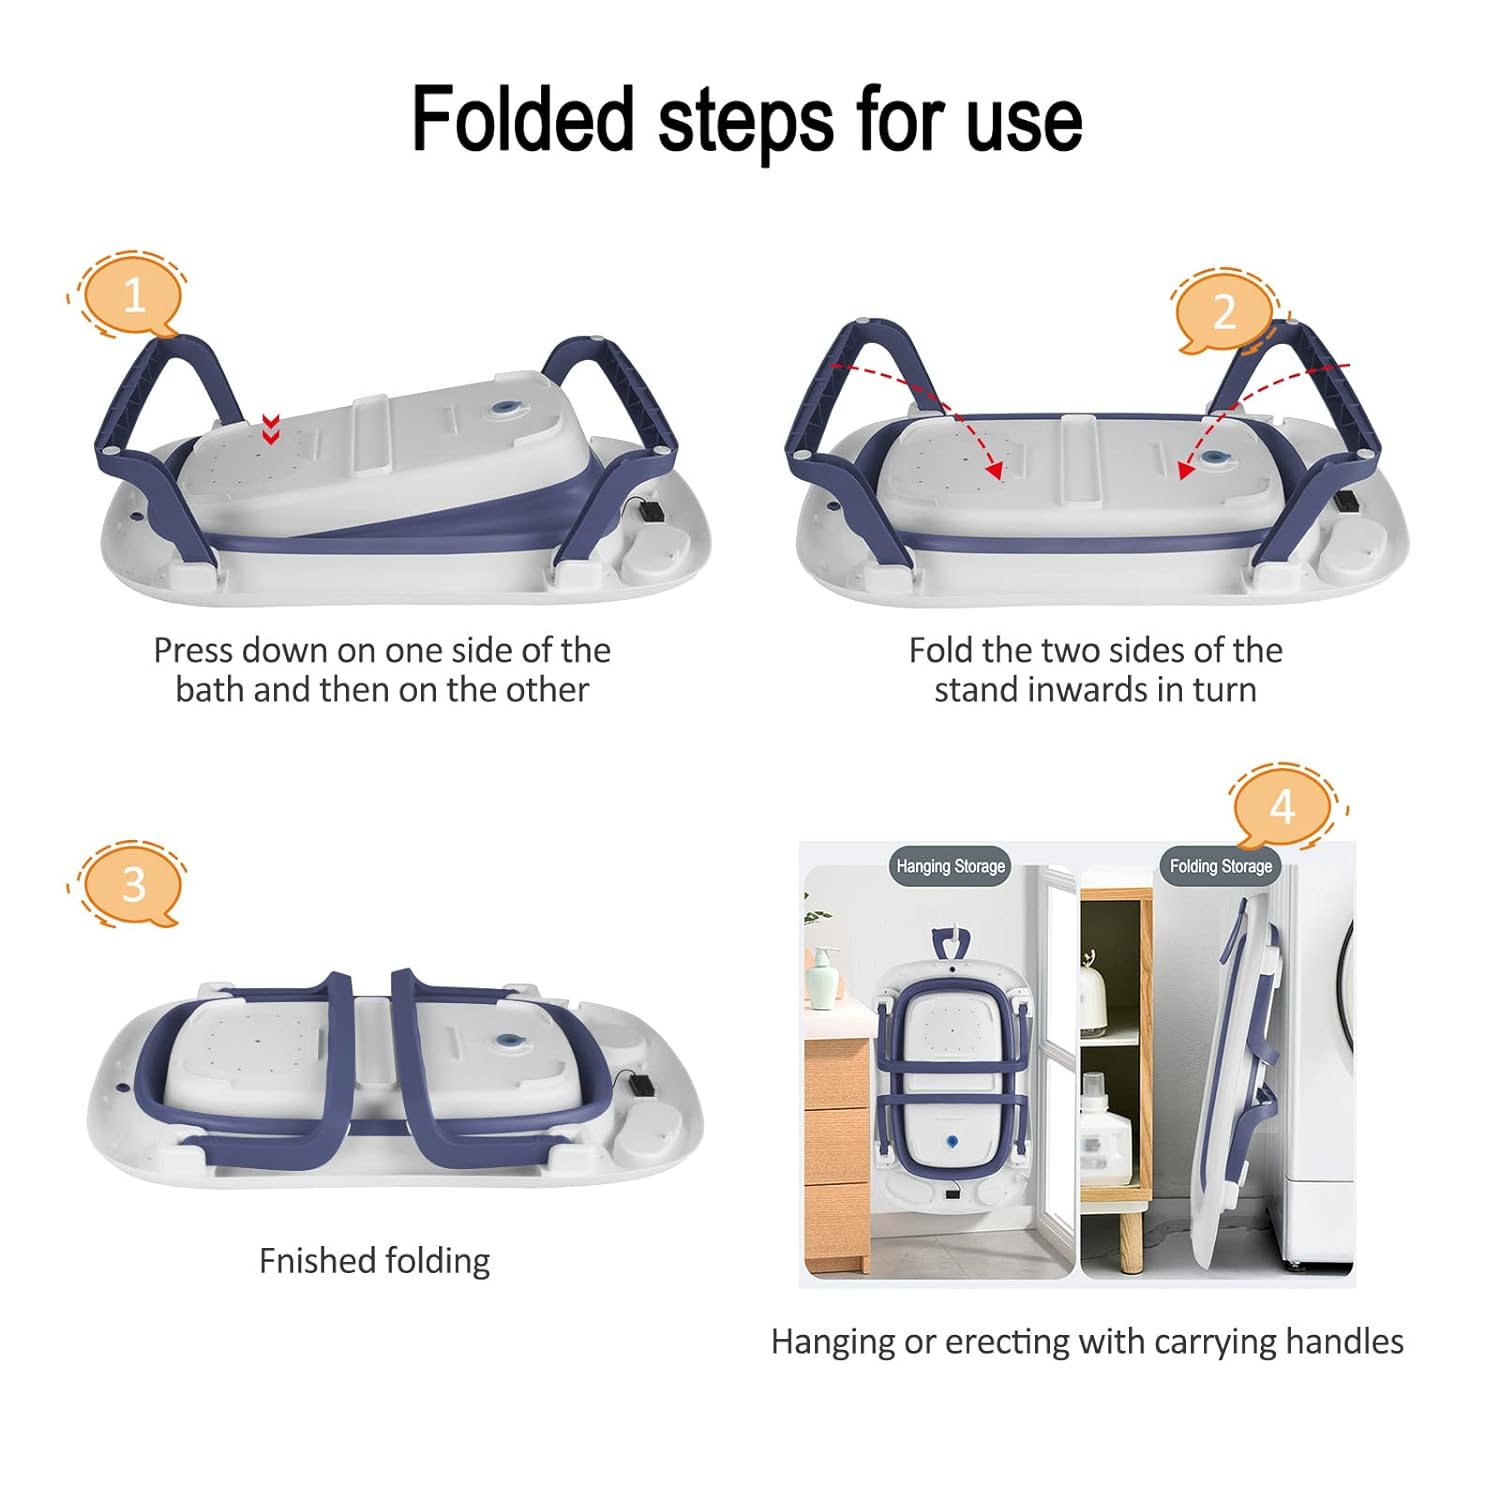 Folded steps for use
1
2
Press down on one side of the
bath and then on the other
Fold the two sides of the
stand inwards in turn
3
4
Hanging Storage
Folding Storage
Fnished folding
Hanging or erecting with carrying handles